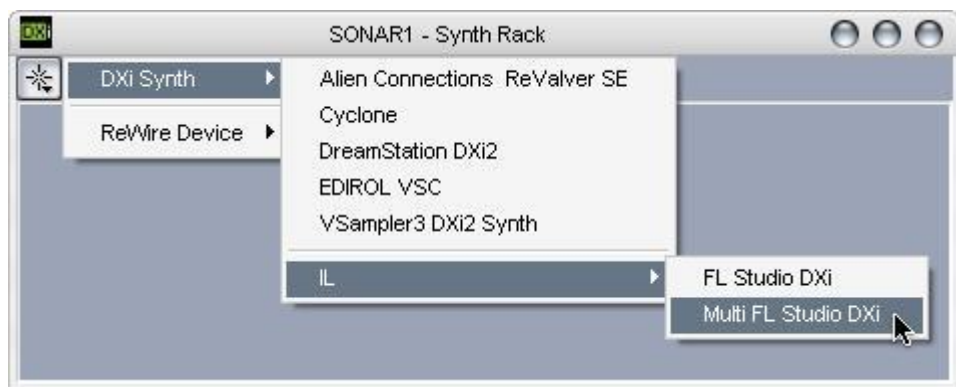 DXi
SONAR1 - Synth Rack
DXi Synth
ReWire Device
Alien Connections ReValver SE
Cyclone
DreamStation DXi2
EDIROL VSC
VSampler3 DXi2 Synth
IL
FL Studio DXi
Multi FL Studio DXi